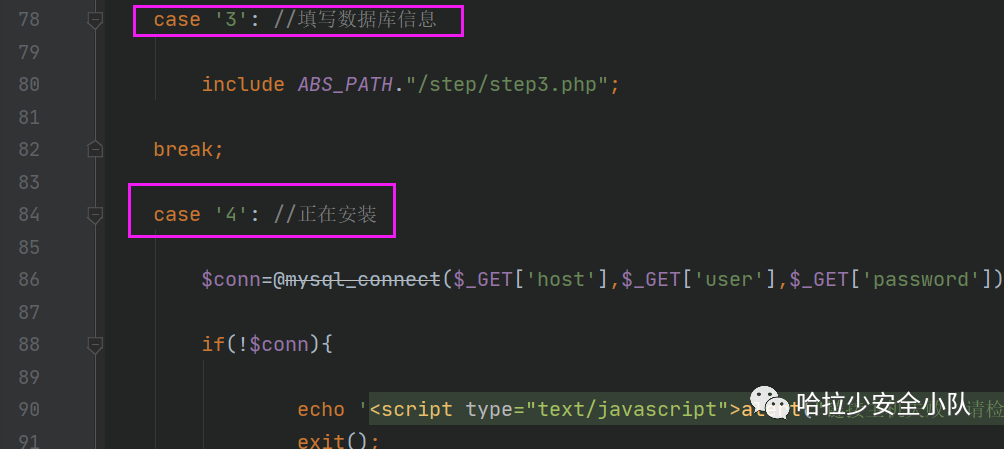 78 case '3': //填写数据库信息
79
80 include ABS_PATH."/step/step3.php";
81
82 break;
83
84 case '4': //正在安装
85
86 $conn=@mysql_connect($_GET['host'],$_GET['user'],$_GET['password'])
87
88 if(!$conn){
89
90 echo '<script type="text/javascript">alert( 请检
哈拉少安全小队
91 exit();